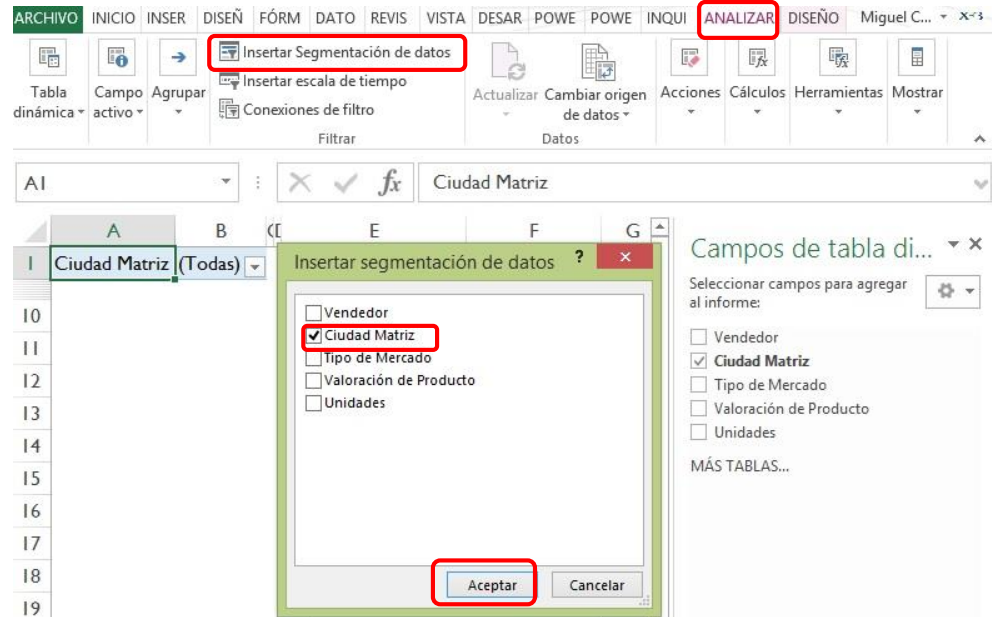 ARCHIVO INICIO INSER DISEÑ FÓRM DATO REVIS VISTA DESAR POWE POWE INQUI ANALIZAR DISEÑO Miguel C...
Insertar Segmentación de datos
Insertar escala de tiempo
Conexiones de filtro
Tabla dinámica
Campo activo
Agrupar
Filtrar
Actualizar
Cambiar origen de datos
Datos
Acciones
Cálculos
Herramientas
Mostrar
A1
fx
Ciudad Matriz
A B E F G
1 Ciudad Matriz (Todas)
10
11
12
13
14
15
16
17
18
19
Insertar segmentación de datos ?
Vendedor
Ciudad Matriz
Tipo de Mercado
Valoración de Producto
Unidades
Aceptar Cancelar
Campos de tabla di...
Seleccionar campos para agregar
al informe:
Vendedor
Ciudad Matriz
Tipo de Mercado
Valoración de Producto
Unidades
MÁS TABLAS...